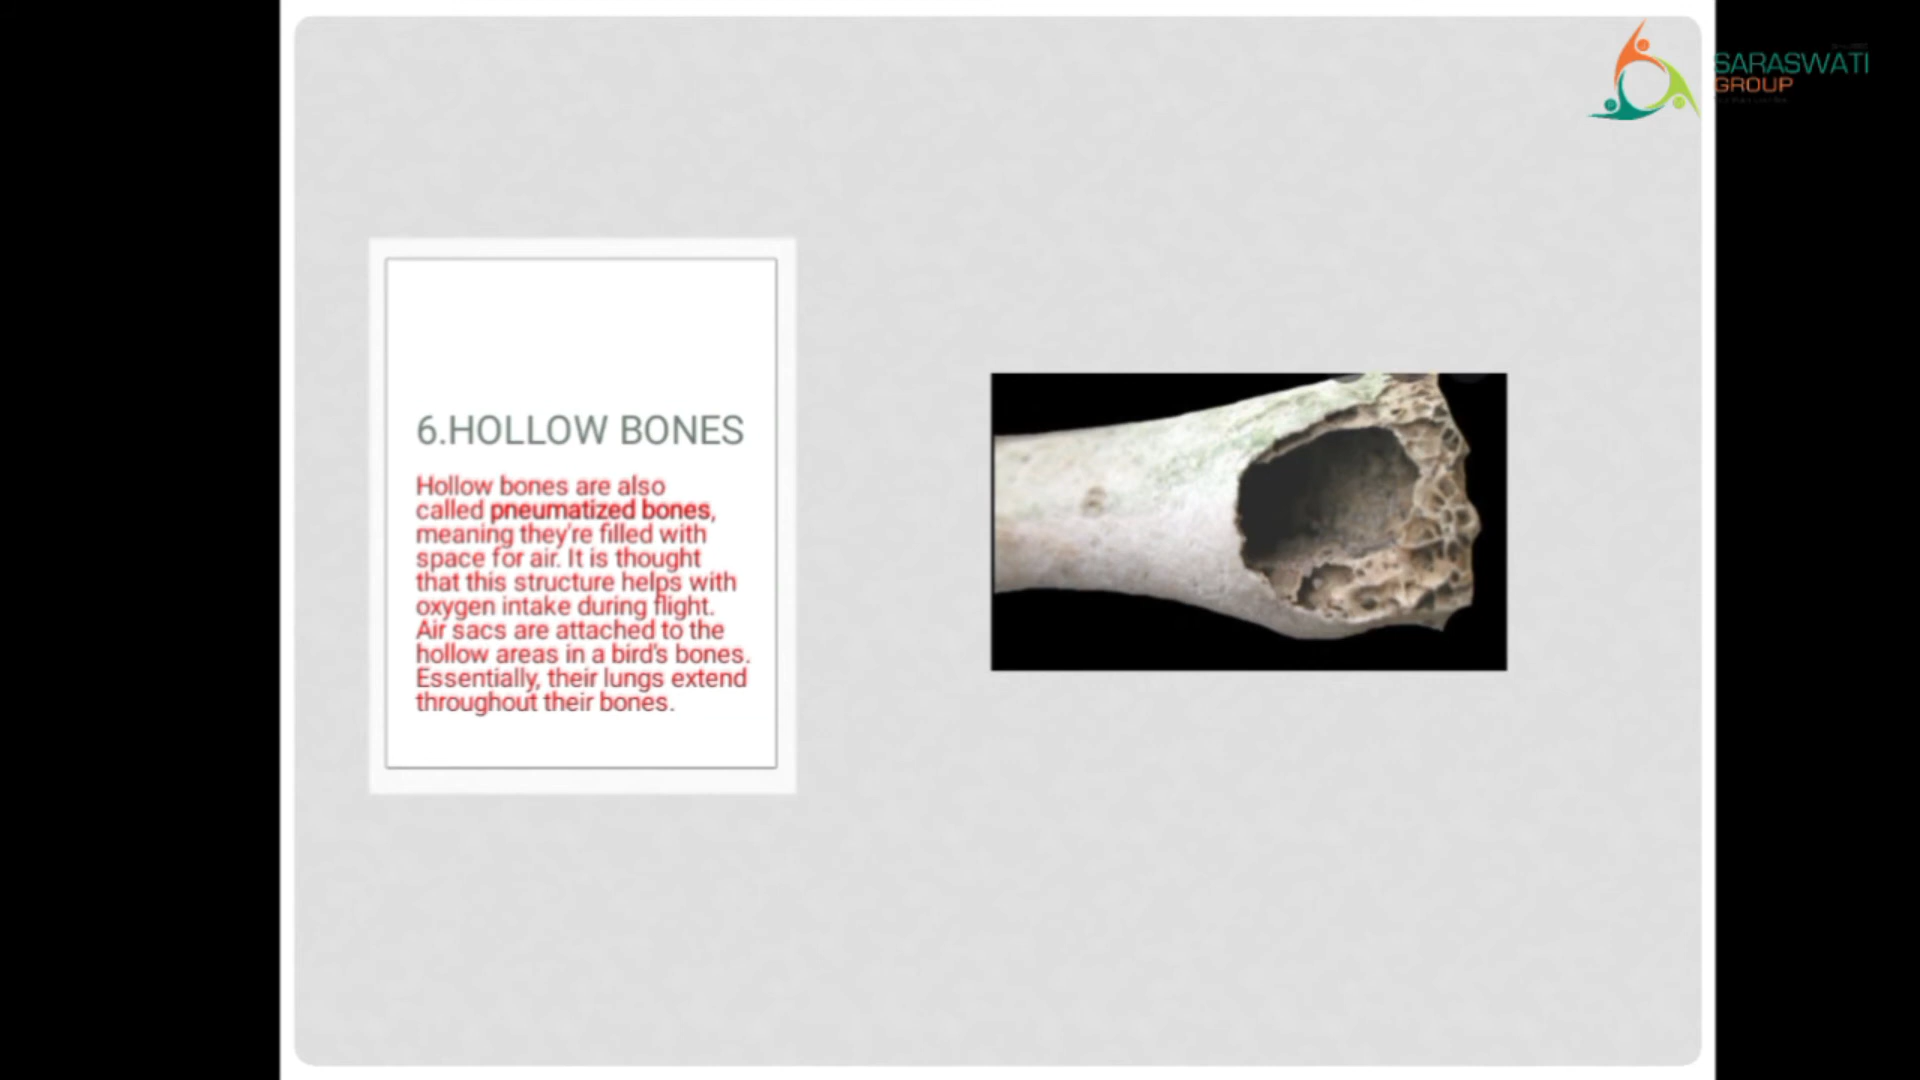 SARASWATI
GROUP
6.HOLLOW BONES
Hollow bones are also
called pneumatized bones,
meaning they're filled with
space for air. It is thought
that this structure helps with
oxygen intake during flight.
Air sacs are attached to the
hollow areas in a bird's bones.
Essentially, their lungs extend
throughout their bones.